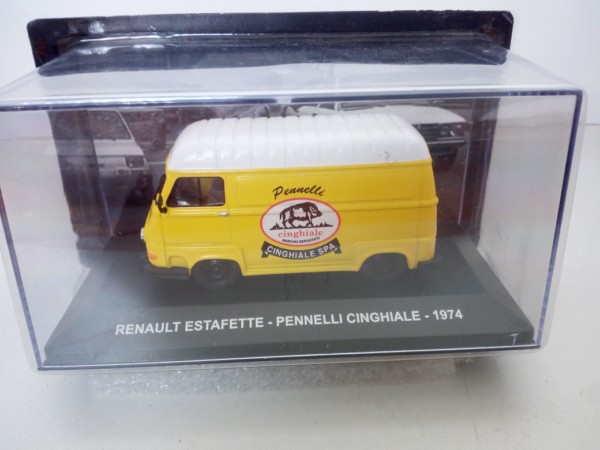 Pennelli
cinghiale
CINGHIALE SPA
RENAULT ESTAFETTE - PENNELLI CINGHIALE - 1974